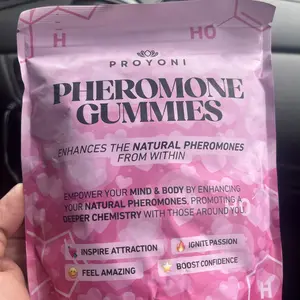 H
HO
PROYONI
PHEROMONE
GUMMIES
ENHANCES THE NATURAL PHEROMONES
FROM WITHIN
EMPOWER YOUR MIND & BODY BY ENHANCING
YOUR NATURAL PHEROMONES, PROMOTING A
DEEPER CHEMISTRY WITH THOSE AROUND YOU
INSPIRE ATTRACTION
IGNITE PASSION
FEEL AMAZING
BOOST CONFIDENCE
H